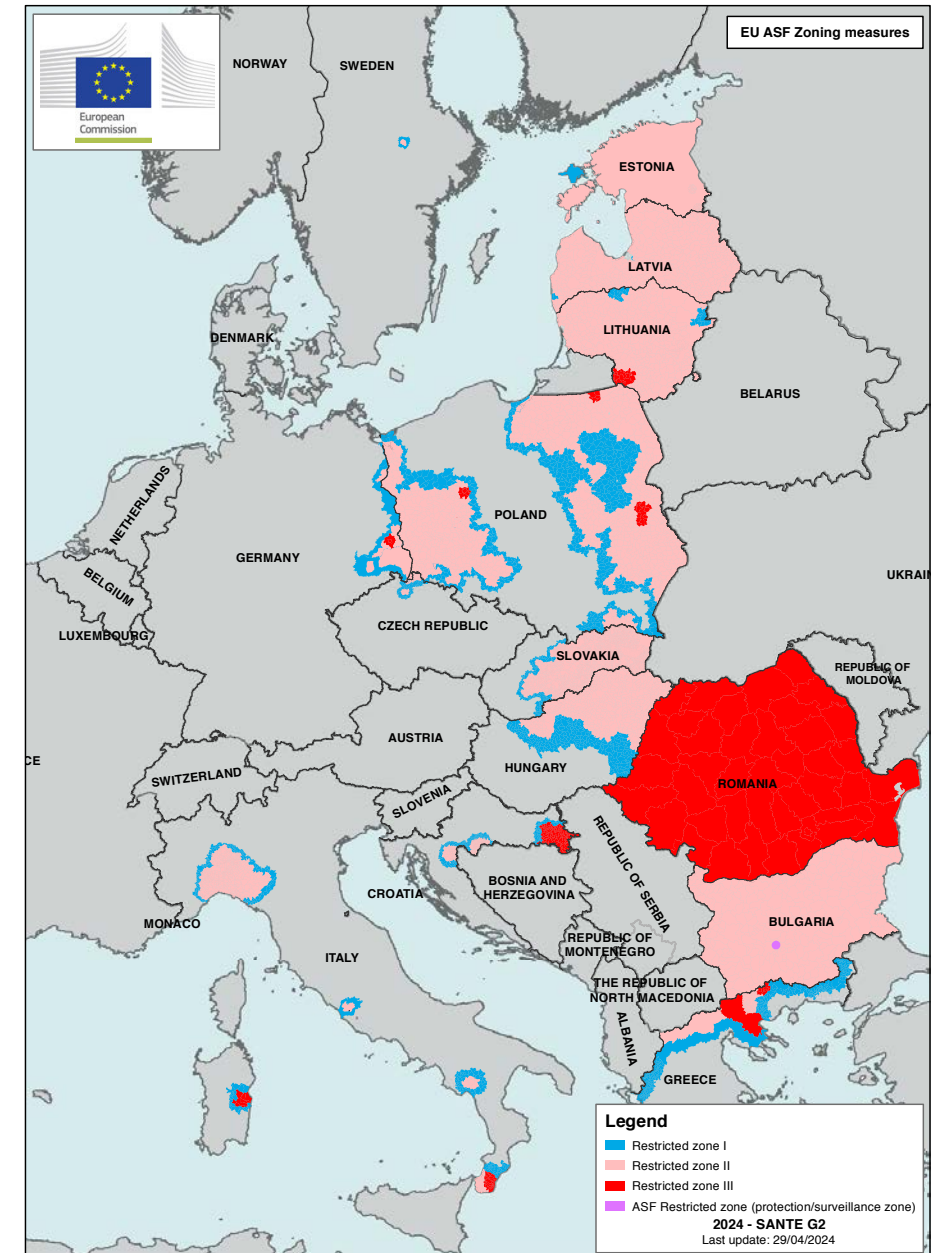 EU ASF Zoning measures
European
Commission
NORWAY
SWEDEN
ESTONIA
LATVIA
LITHUANIA
DENMARK
BELARUS
NETHERLANDS
POLAND
GERMANY
BELGIUM
UKRAIN
LUXEMBOURG
CZECH REPUBLIC
SLOVAKIA
REPUBLIC OF
MOLDOVA
AUSTRIA
CE
SWITZERLAND
HUNGARY
ROMANIA
SLOVENIA
REPUBLIC OF SERBIA
CROATIA
BOSNIA AND
HERZEGOVINA
MONACO
BULGARIA
REPUBLIC OF
MONTENEGRO
ITALY
THE REPUBLIC OF
NORTH MACEDONIA
ALBANIA
GREECE
Legend
Restricted zone I
Restricted zone II
Restricted zone III
ASF Restricted zone (protection/surveillance zone)
2024 - SANTE G2
Last update: 29/04/2024